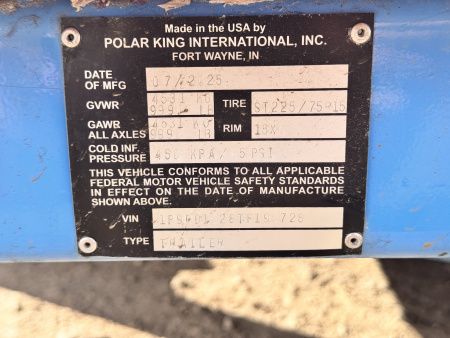 Made in the USA by
POLAR KING INTERNATIONAL, INC.
FORT WAYNE, IN
DATE OF MFG
GVWR TIRE ST225/75
GAWR ALL AXLES RIM
COLD INF. PRESSURE KPA/ PSI
THIS VEHICLE CONFORMS TO ALL APPLICABLE
FEDERAL MOTOR VEHICLE SAFETY STANDARDS
IN EFFECT ON THE DATE OF MANUFACTURE
SHOWN ABOVE.
VIN
TYPE TRAILER